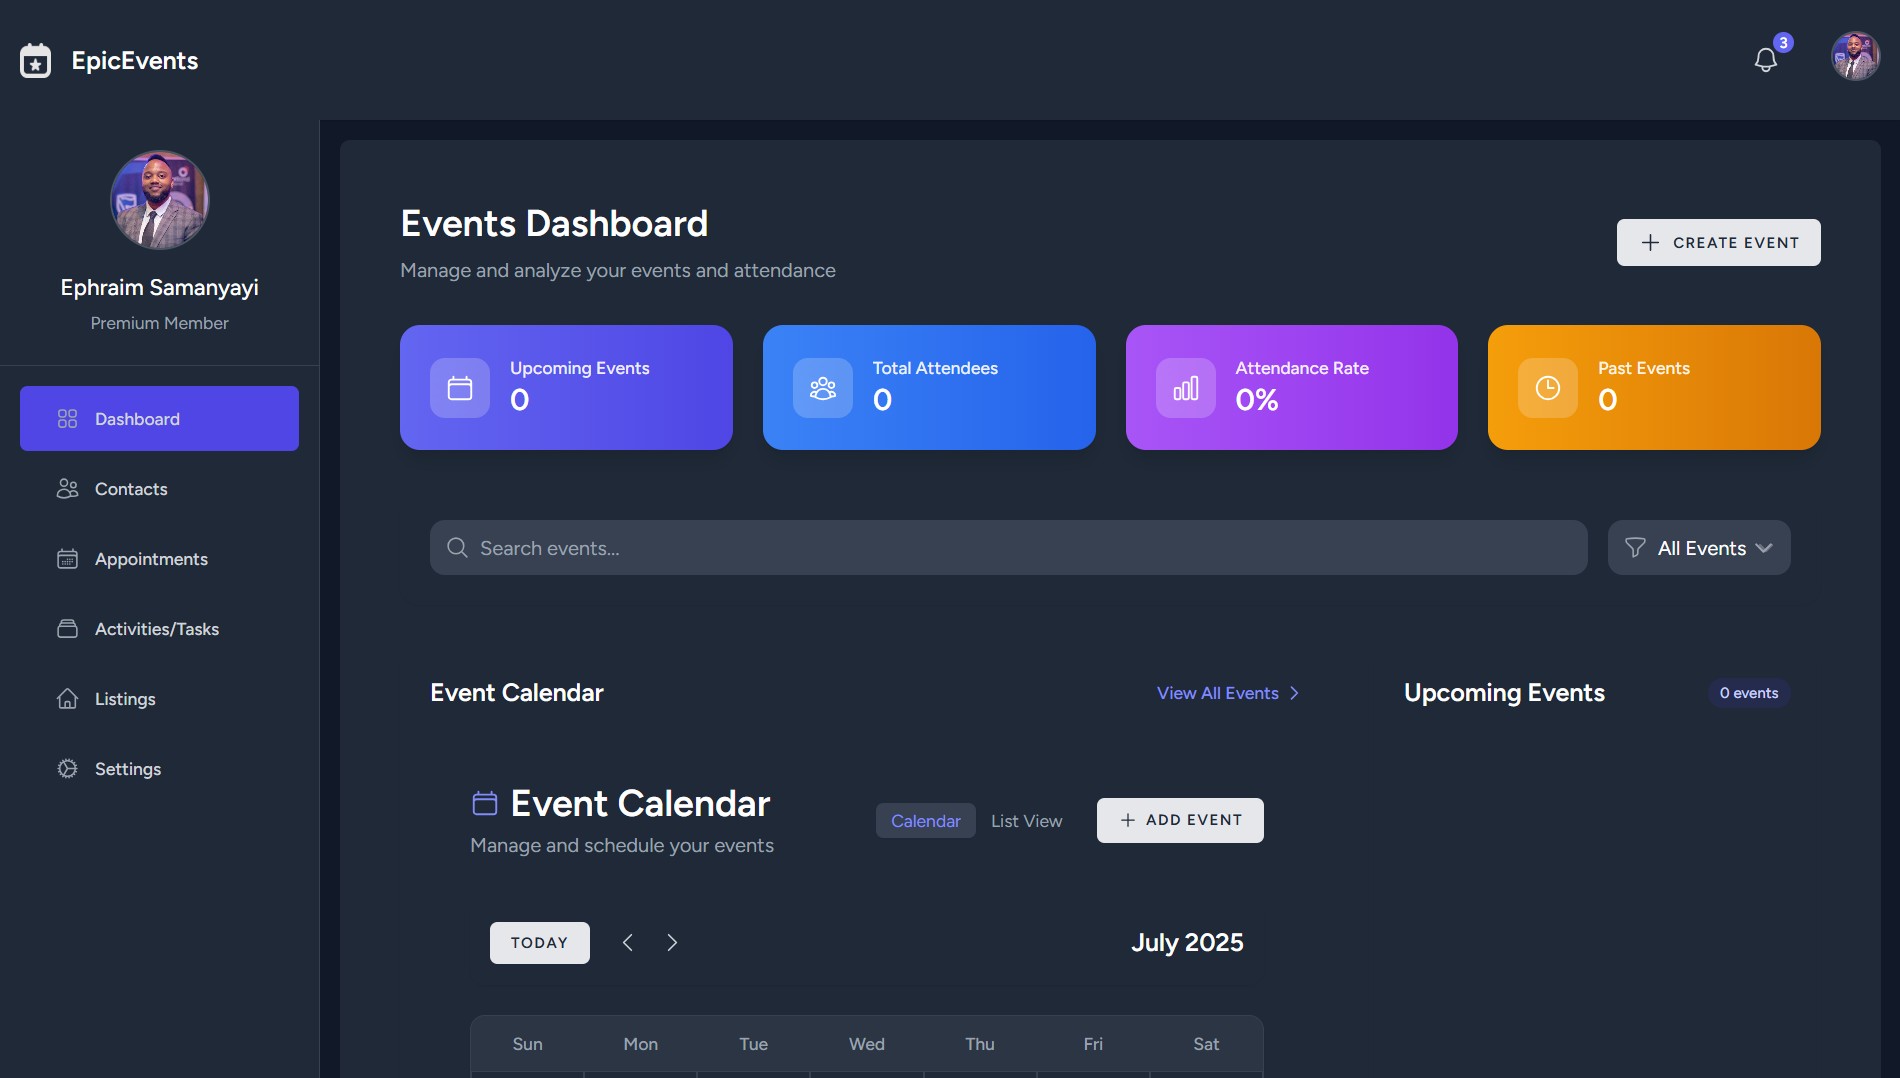 EpicEvents
3
Ephraim Samanyayi
Premium Member
Dashboard
Contacts
Appointments
Activities/Tasks
Listings
Settings
Events Dashboard
Manage and analyze your events and attendance
CREATE EVENT
Upcoming Events
0
Total Attendees
0
Attendance Rate
0%
Past Events
0
Search events...
All Events
Event Calendar
View All Events
Upcoming Events
0 events
Event Calendar
Manage and schedule your events
Calendar
List View
ADD EVENT
TODAY
July 2025
Sun Mon Tue Wed Thu Fri Sat